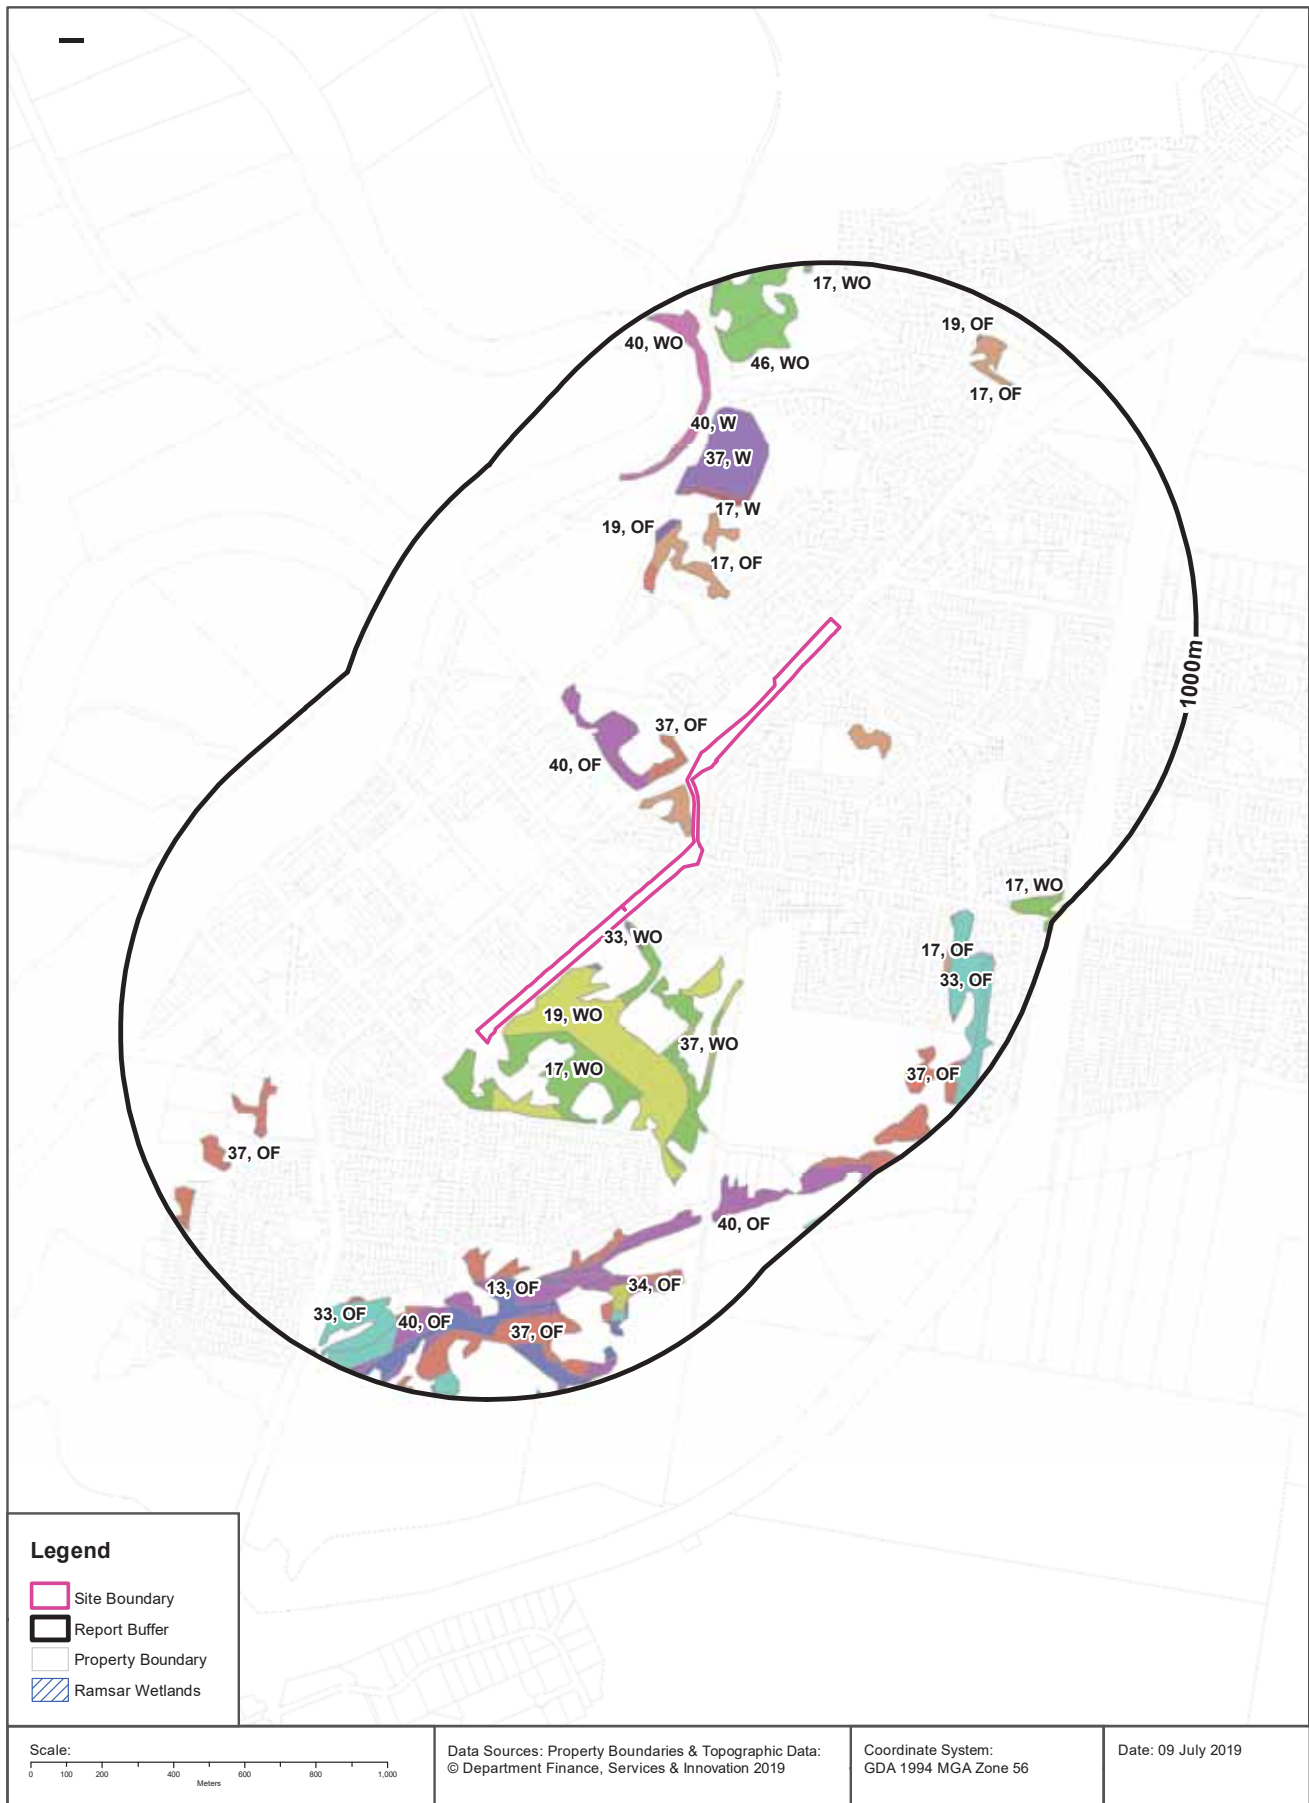 17, WO
19, OF
40, WO
46, WO
17, OF
40, W
37, W
17, W
19, OF
17, OF
1000m
37, OF
40, OF
17, WO
33, WO
17, OF
33, OF
19, WO
37, WO
17, WO
37, OF
37, OF
40, OF
34, OF
13, OF
33, OF
40, OF
37, OF
Legend
Site Boundary
Report Buffer
Property Boundary
Ramsar Wetlands
Scale:
0 100 200 400 600 800 1,000
Meters
Data Sources: Property Boundaries & Topographic Data:
© Department Finance, Services & Innovation 2019
Coordinate System:
GDA 1994 MGA Zone 56
Date: 09 July 2019